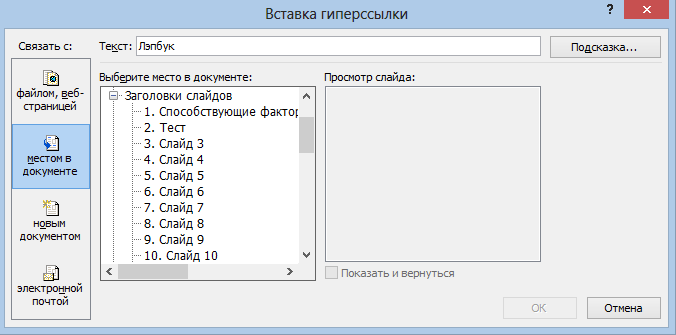 Вставка гиперссылки
?
Связать с:
Текст:
Лэпбук
Подсказка...
файлом, веб-
страницей
местом в
документе
новым
документом
электронной
почтой
Выберите место в документе:
Заголовки слайдов
1. Способствующие фактор
2. Тест
3. Слайд 3
4. Слайд 4
5. Слайд 5
6. Слайд 6
7. Слайд 7
8. Слайд 8
9. Слайд 9
10. Слайд 10
Просмотр слайда:
Показать и вернуться
ОК
Отмена